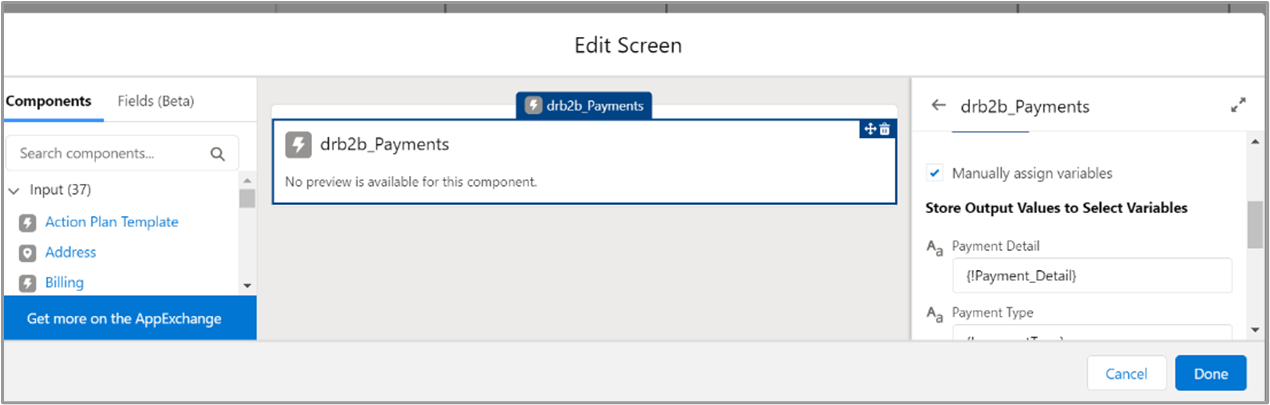 Edit Screen
Components
Fields (Beta)
Search components...
Input (37)
Action Plan Template
Address
Billing
Get more on the AppExchange
drb2b_Payments
drb2b_Payments
No preview is available for this component.
drb2b_Payments
Manually assign variables
Store Output Values to Select Variables
Aa Payment Detail
{!Payment_Detail}
Aa Payment Type
Cancel
Done